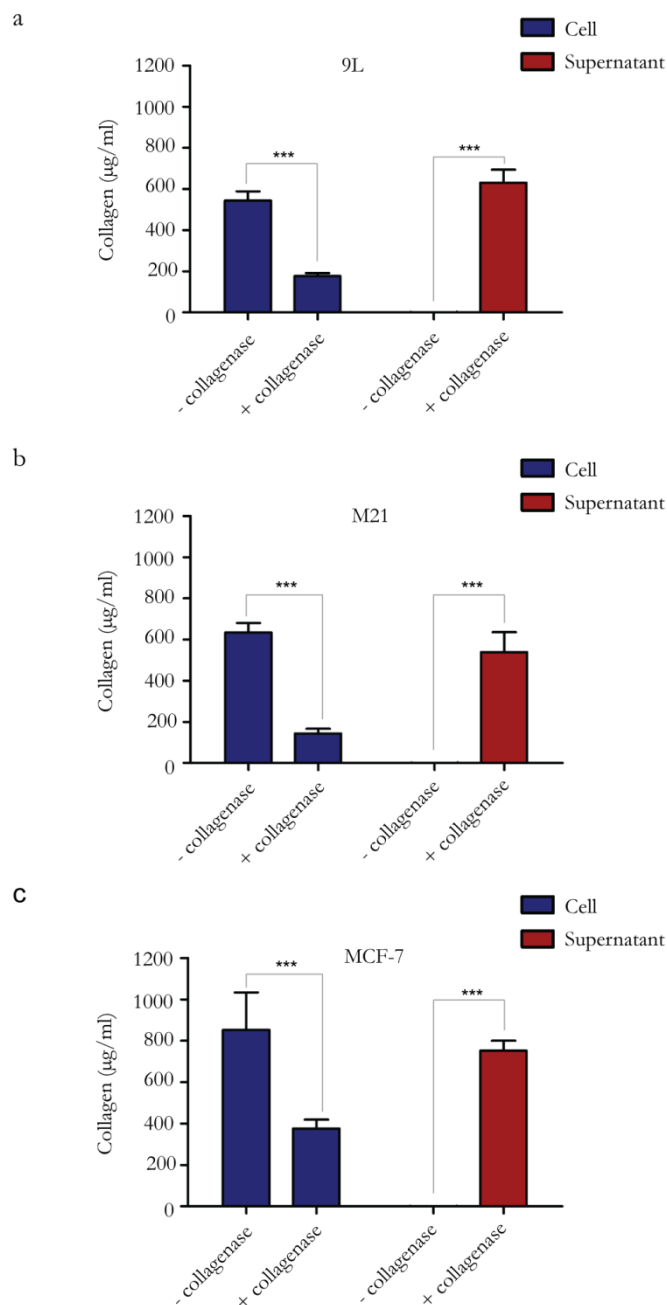 a
Cell
Supernatant
9L
Collagen (µg/ml)
1200
1000
800
600
400
200
0
***
***
- collagenase
+ collagenase
- collagenase
+ collagenase
b
Cell
Supernatant
M21
Collagen (µg/ml)
1200
1000
800
600
400
200
0
***
***
- collagenase
+ collagenase
- collagenase
+ collagenase
c
Cell
Supernatant
MCF-7
Collagen (µg/ml)
1200
1000
800
600
400
200
0
***
***
- collagenase
+ collagenase
- collagenase
+ collagenase